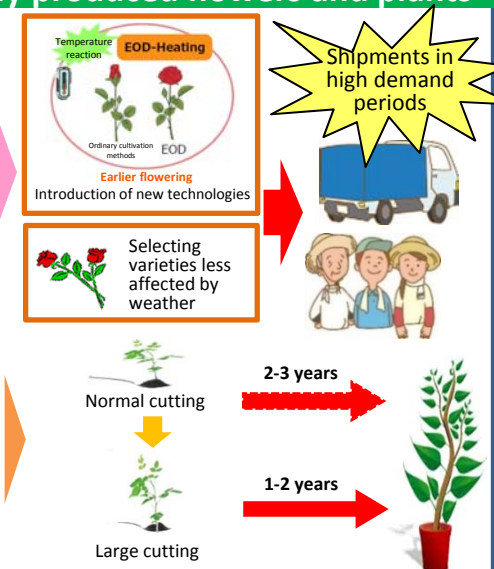 produced flowers and plants
Temperature
reaction
EOD-Heating
Ordinary cultivation
methods
EOD
Earlier flowering
Introduction of new technologies
Shipments in
high demand
periods
Selecting
varieties less
affected by
weather
Normal cutting
2-3 years
1-2 years
Large cutting